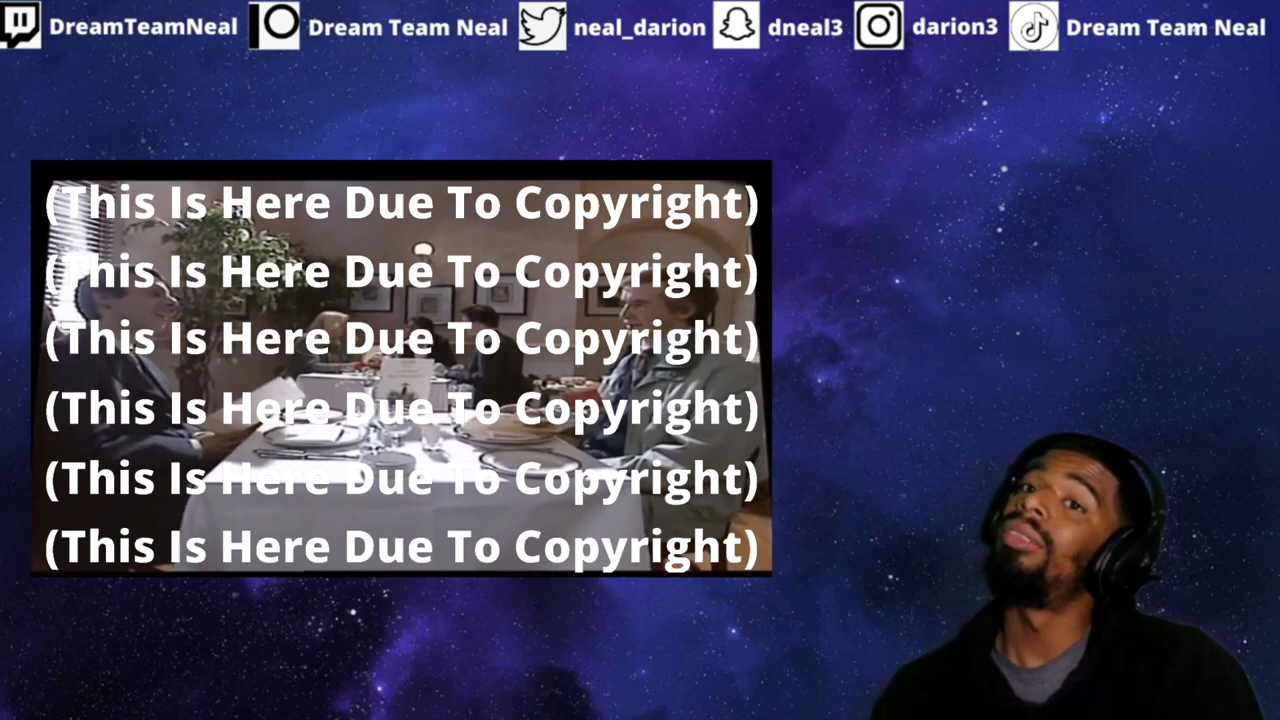 DreamTeamNeal Dream Team Neal neal_darion dneal3 darion3 Dream Team Neal
(This Is Here Due To Copyright)
(This Is Here Due To Copyright)
(This Is Here Due To Copyright)
(This Is Here Due To Copyright)
(This Is Here Due To Copyright)
(This Is Here Due To Copyright)